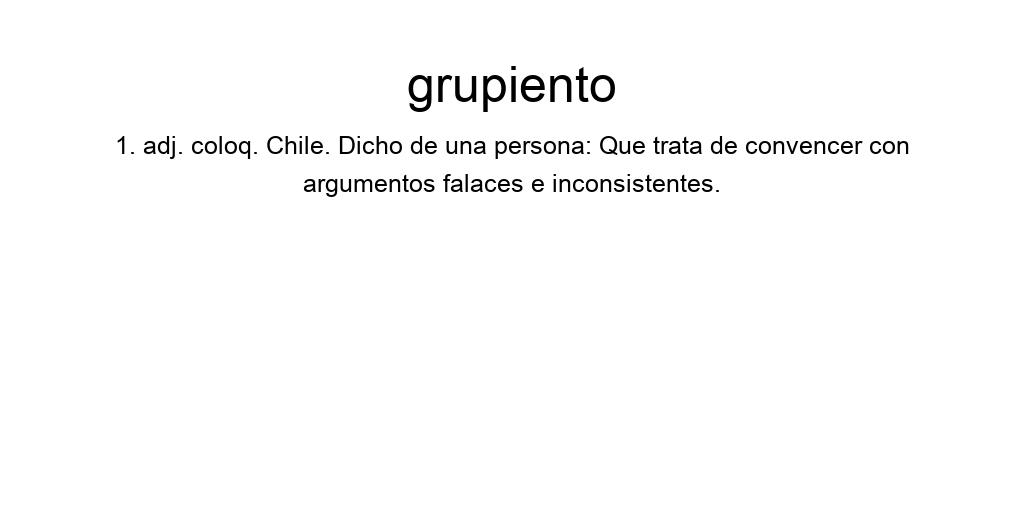 grupiento
1. adj. coloq. Chile. Dicho de una persona: Que trata de convencer con
argumentos falaces e inconsistentes.